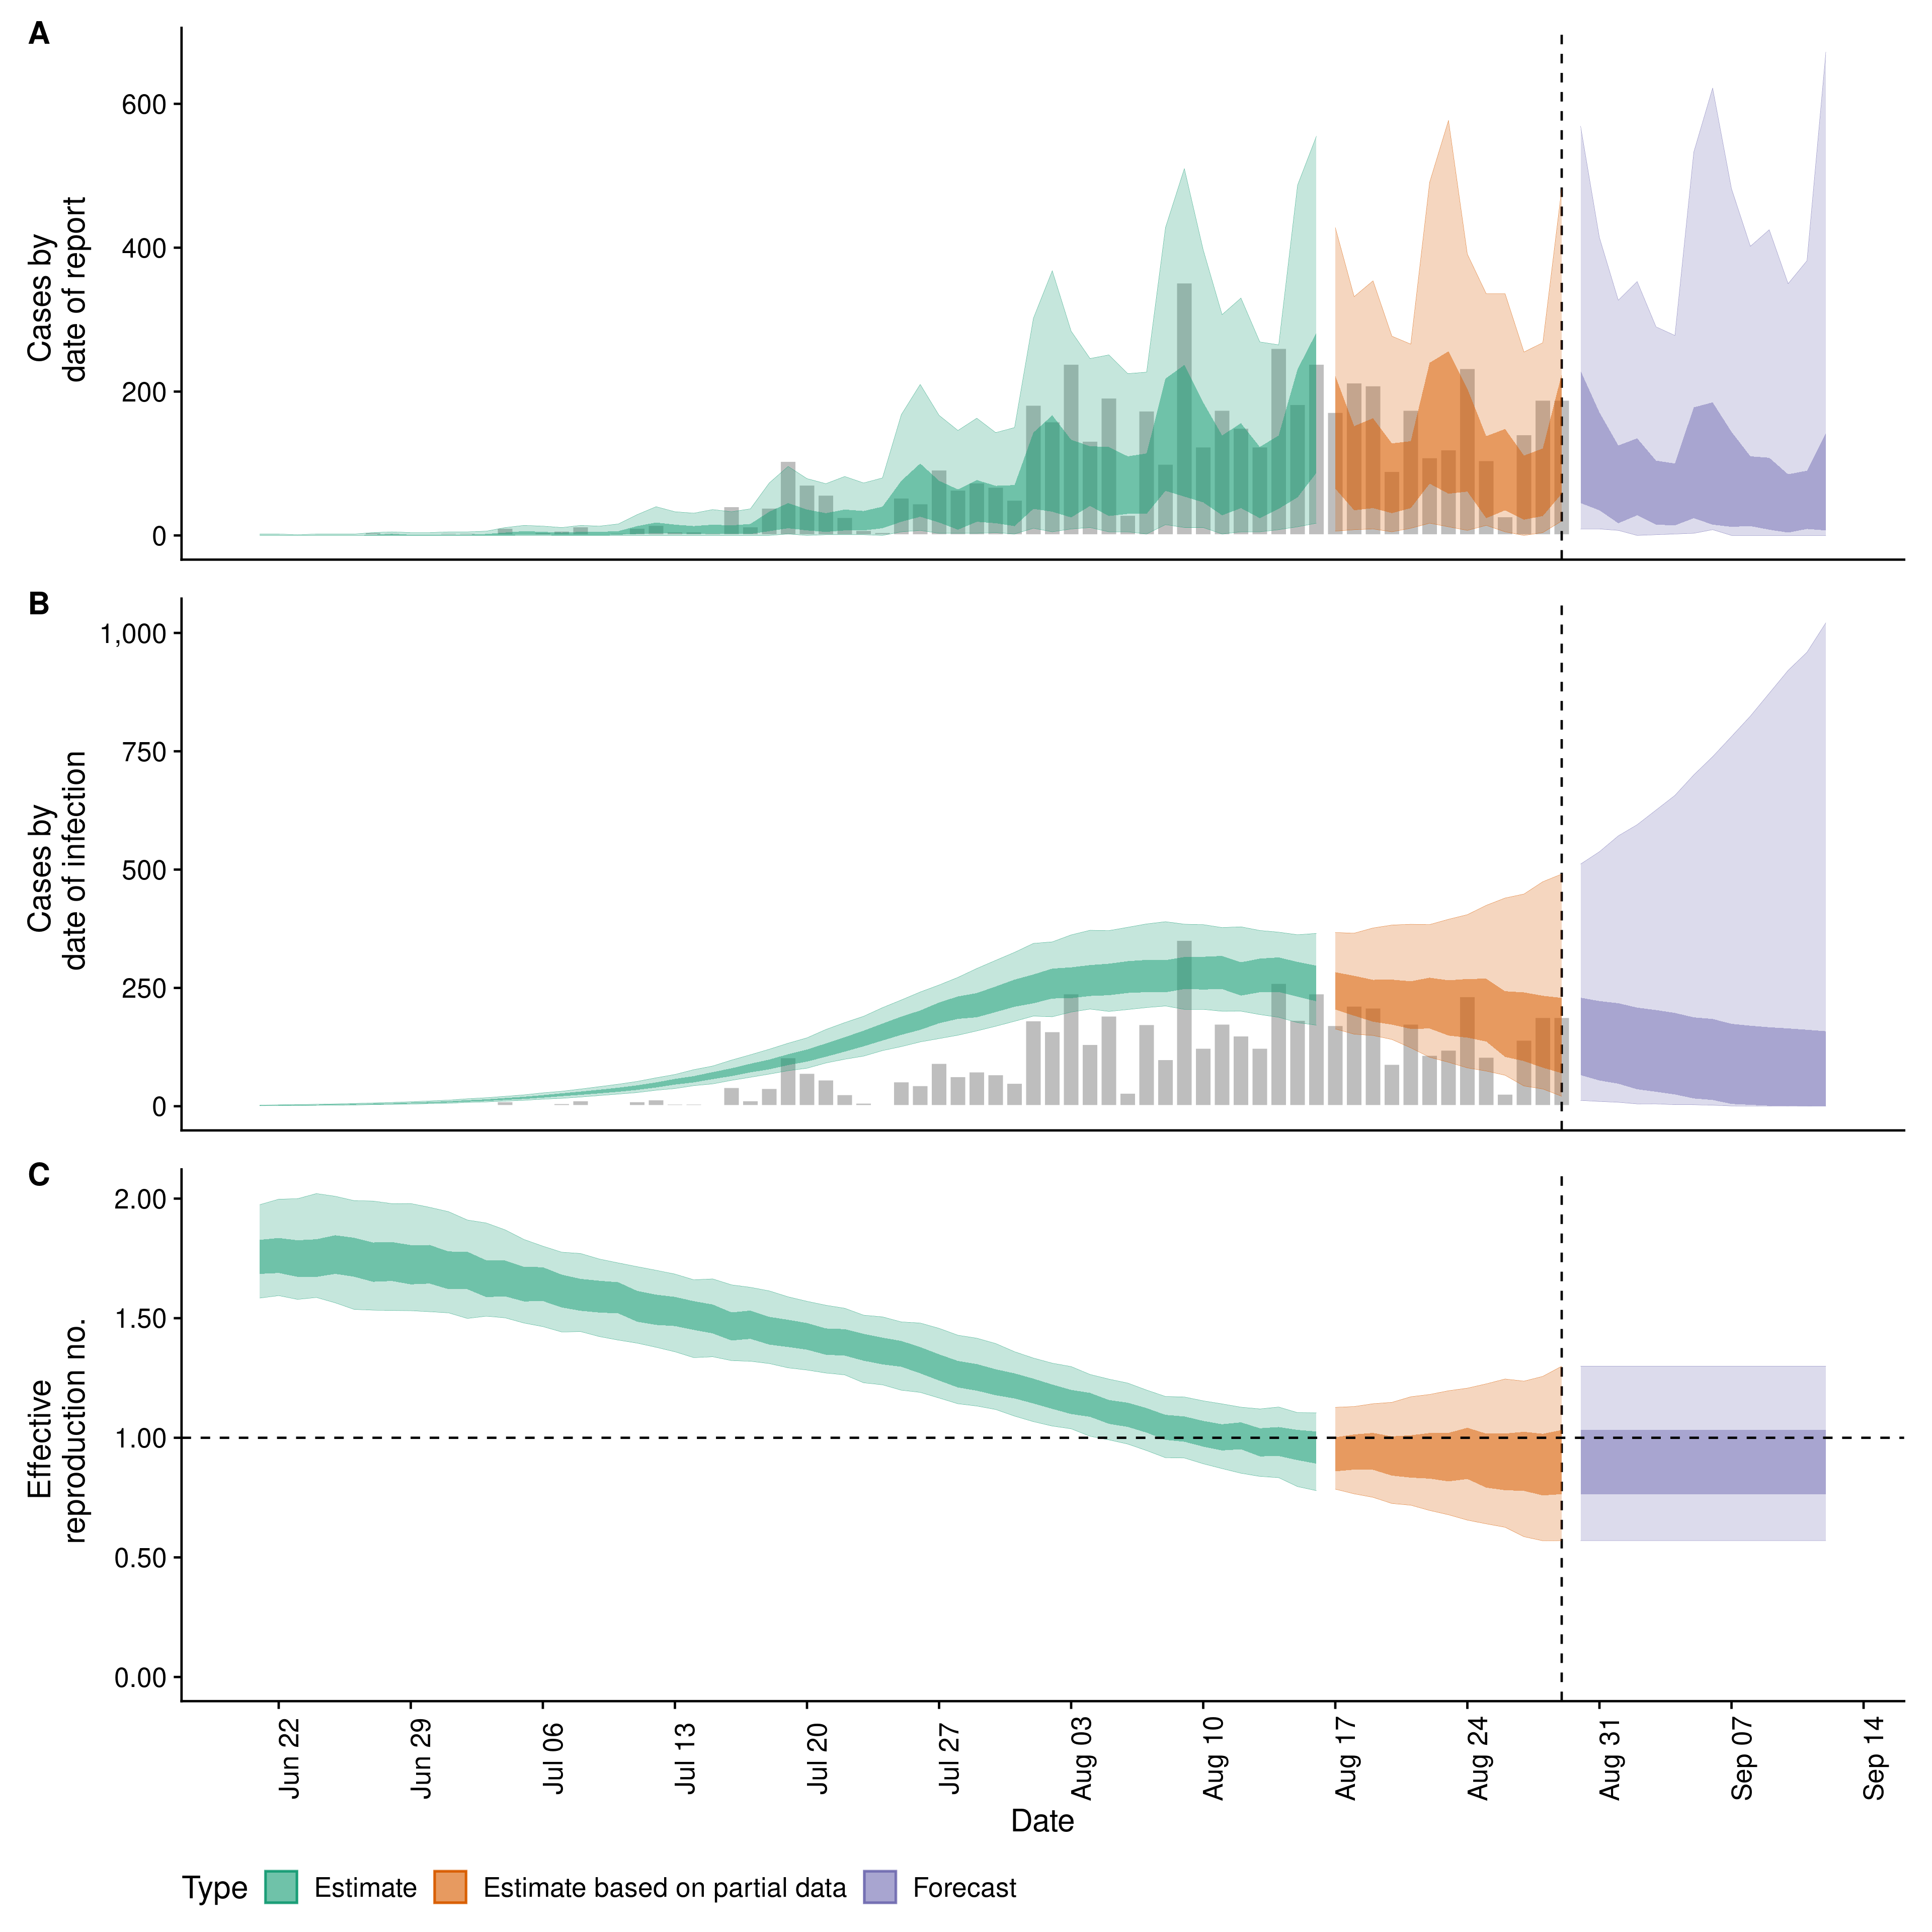 A
Cases by
date of report
600
400
200
0
B
Cases by
date of infection
1,000
750
500
250
0
C
Effective
reproduction no.
2.00
1.50
1.00
0.50
0.00
Jun 22
Jun 29
Jul 06
Jul 13
Jul 20
Jul 27
Aug 03
Aug 10
Aug 17
Aug 24
Aug 31
Sep 07
Sep 14
Date
Type Estimate Estimate based on partial data Forecast